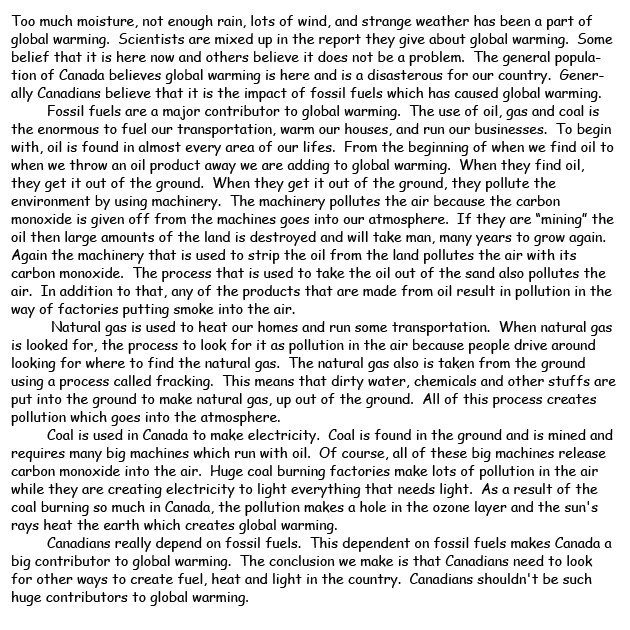 Too much moisture, not enough rain, lots of wind, and strange weather has been a part of
global warming. Scientists are mixed up in the report they give about global warming. Some
belief that it is here now and others believe it does not be a problem. The general popula-
tion of Canada believes global warming is here and is a disasterous for our country. Gener-
ally Canadians believe that it is the impact of fossil fuels which has caused global warming.
Fossil fuels are a major contributor to global warming. The use of oil, gas and coal is
the enormous to fuel our transportation, warm our houses, and run our businesses. To begin
with, oil is found in almost every area of our lifes. From the beginning of when we find oil to
when we throw an oil product away we are adding to global warming. When they find oil,
they get it out of the ground. When they get it out of the ground, they pollute the
environment by using machinery. The machinery pollutes the air because the carbon
monoxide is given off from the machines goes into our atmosphere. If they are “mining” the
oil then large amounts of the land is destroyed and will take man, many years to grow again.
Again the machinery that is used to strip the oil from the land pollutes the air with its
carbon monoxide. The process that is used to take the oil out of the sand also pollutes the
air. In addition to that, any of the products that are made from oil result in pollution in the
way of factories putting smoke into the air.
Natural gas is used to heat our homes and run some transportation. When natural gas
is looked for, the process to look for it as pollution in the air because people drive around
looking for where to find the natural gas. The natural gas also is taken from the ground
using a process called fracking. This means that dirty water, chemicals and other stuffs are
put into the ground to make natural gas, up out of the ground. All of this process creates
pollution which goes into the atmosphere.
Coal is used in Canada to make electricity. Coal is found in the ground and is mined and
requires many big machines which run with oil. Of course, all of these big machines release
carbon monoxide into the air. Huge coal burning factories make lots of pollution in the air
while they are creating electricity to light everything that needs light. As a result of the
coal burning so much in Canada, the pollution makes a hole in the ozone layer and the sun's
rays heat the earth which creates global warming.
Canadians really depend on fossil fuels. This dependent on fossil fuels makes Canada a
big contributor to global warming. The conclusion we make is that Canadians need to look
for other ways to create fuel, heat and light in the country. Canadians shouldn't be such
huge contributors to global warming.